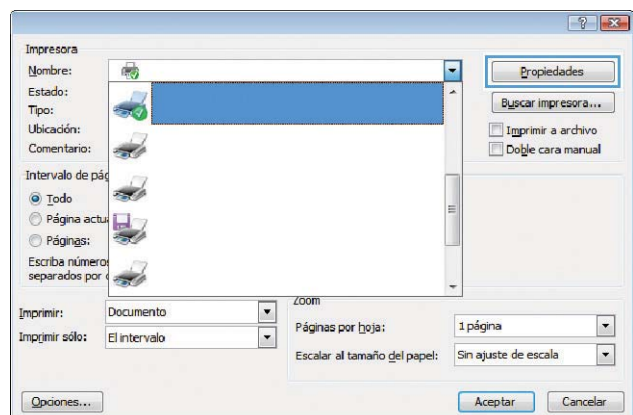 Impresora
Nombre:
Propiedades
Estado:
Tipo:
Buscar impresora...
Ubicación:
Imprimir a archivo
Comentario:
Doble cara manual
Intervalo de pág
Todo
Página actu
Páginas:
Escriba número
separados por
Zoom
Imprimir:
Documento
Páginas por hoja:
1 página
Imprimir sólo:
El intervalo
Escalar al tamaño del papel:
Sin ajuste de escala
Opciones...
Aceptar
Cancelar